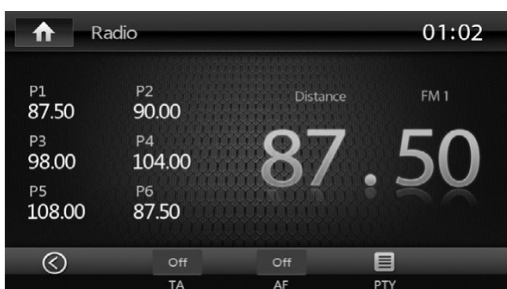 Radio 01:02
P1 P2 Distance FM 1
87.50 90.00
P3 P4
98.00 104.00
87.50
P5 P6
108.00 87.50
Off Off
TA AF PTY